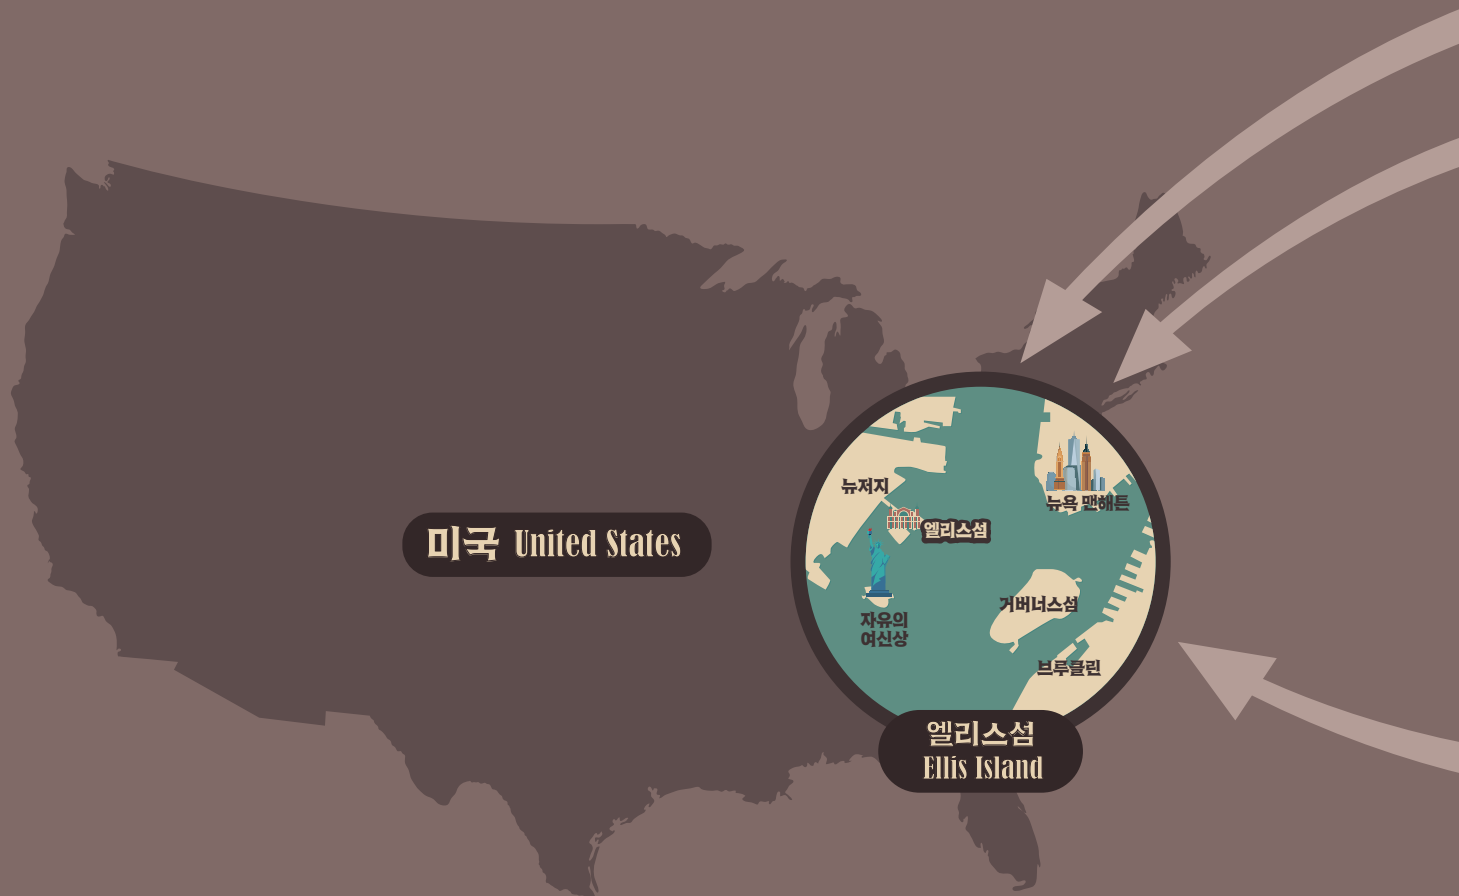 미국 United States
뉴저지
뉴욕 맨해튼
엘리스섬
거버너스섬
자유의
여신상
브루클린
엘리스섬
Ellis Island